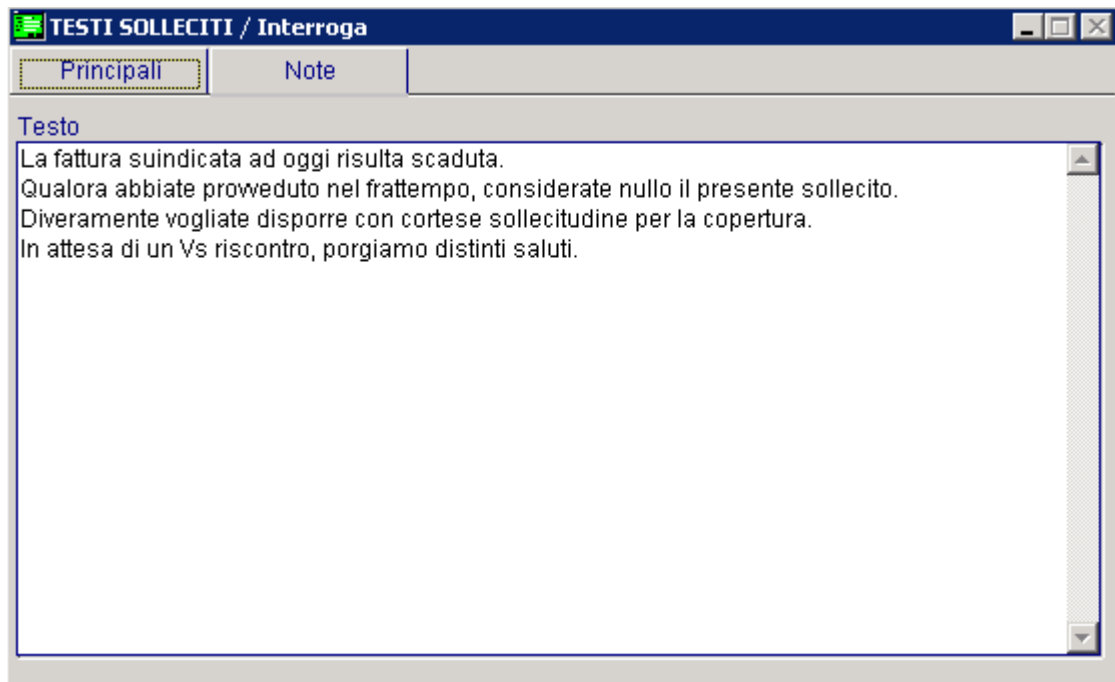 TESTI SOLLECITI / Interroga
Principali Note
Testo
La fattura suindicata ad oggi risulta scaduta.
Qualora abbiate provveduto nel frattempo, considerate nullo il presente sollecito.
Diveramente vogliate disporre con cortese sollecitudine per la copertura.
In attesa di un Vs riscontro, porgiamo distinti saluti.